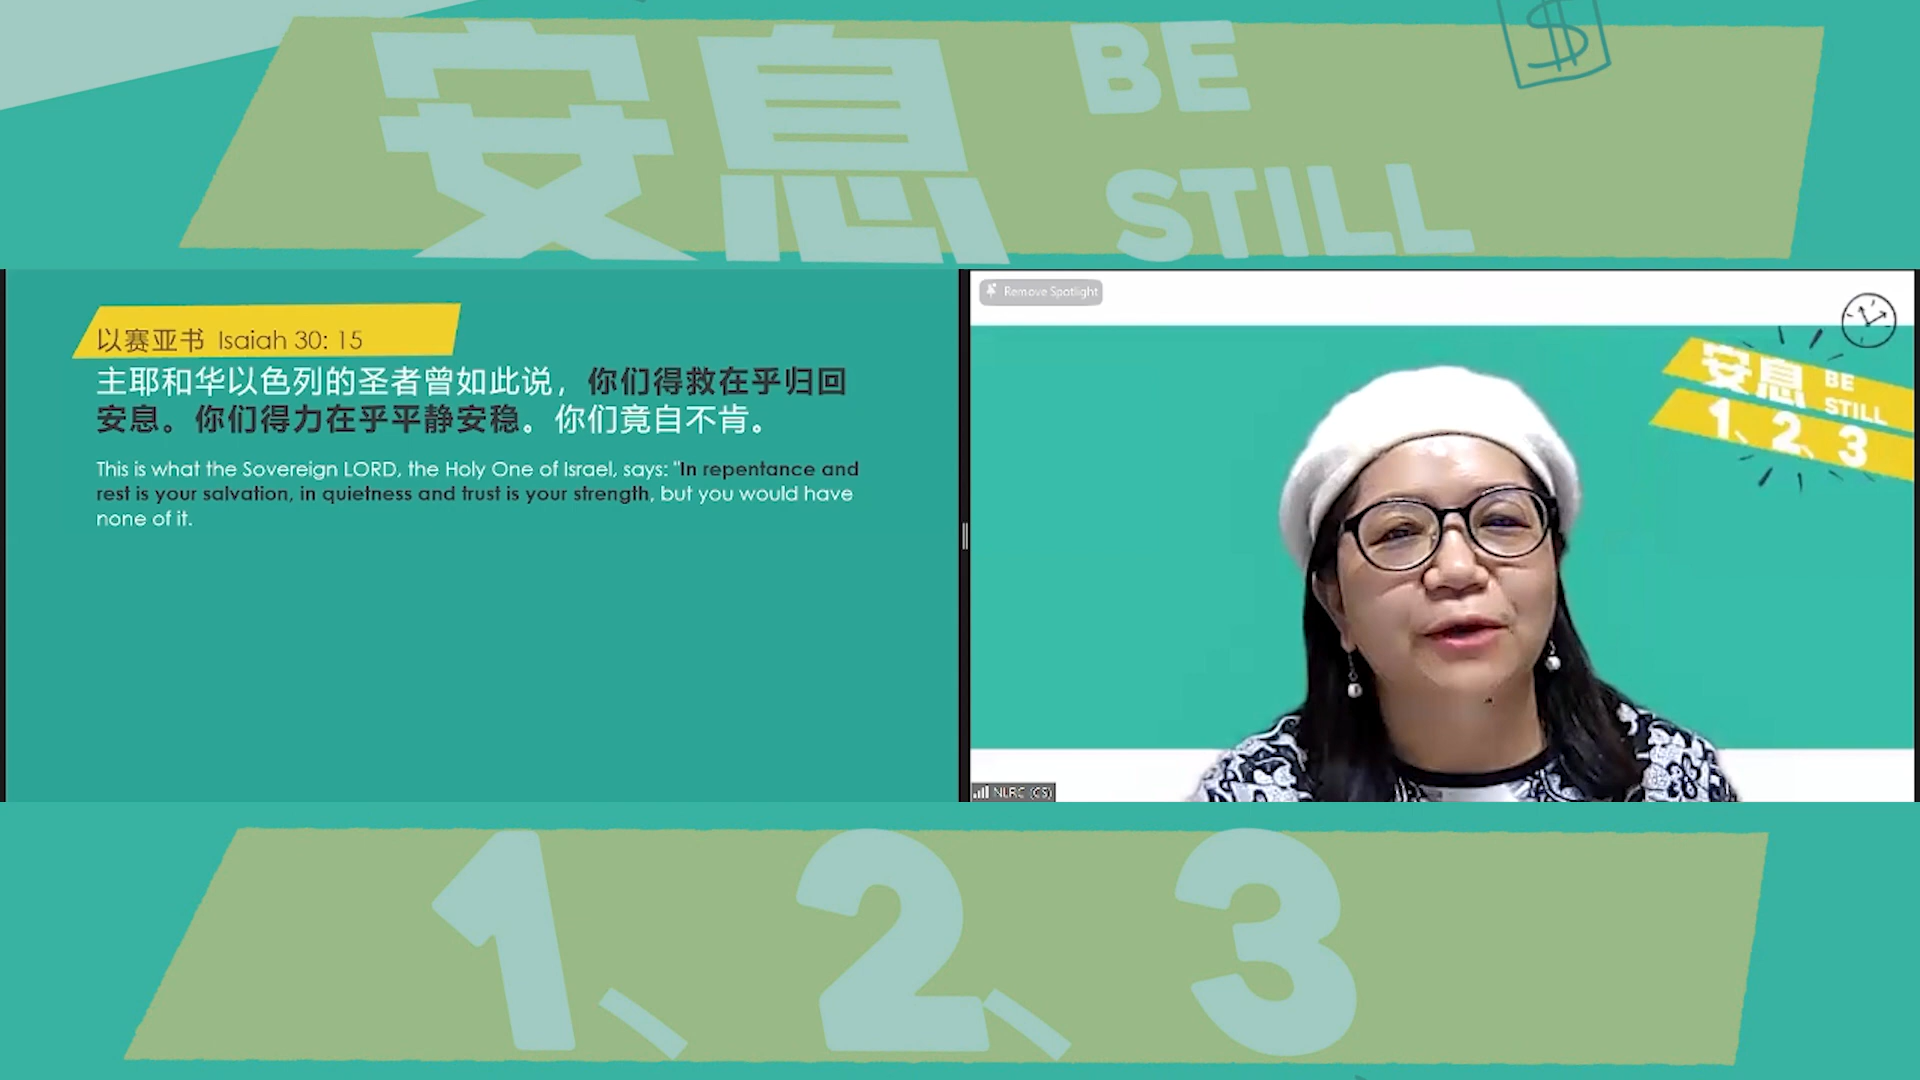 安息 BE
STILL
以赛亚书 Isaiah 30: 15
主耶和华以色列的圣者曾如此说，你们得救在乎归回
安息。你们得力在乎平静安稳。你们竟自不肯。
This is what the Sovereign LORD, the Holy One of Israel, says: "In repentance and
rest is your salvation, in quietness and trust is your strength, but you would have
none of it.
Remove Spotlight
安息 BE
STILL
1、2、3
NLRC (CS)
1、2、3